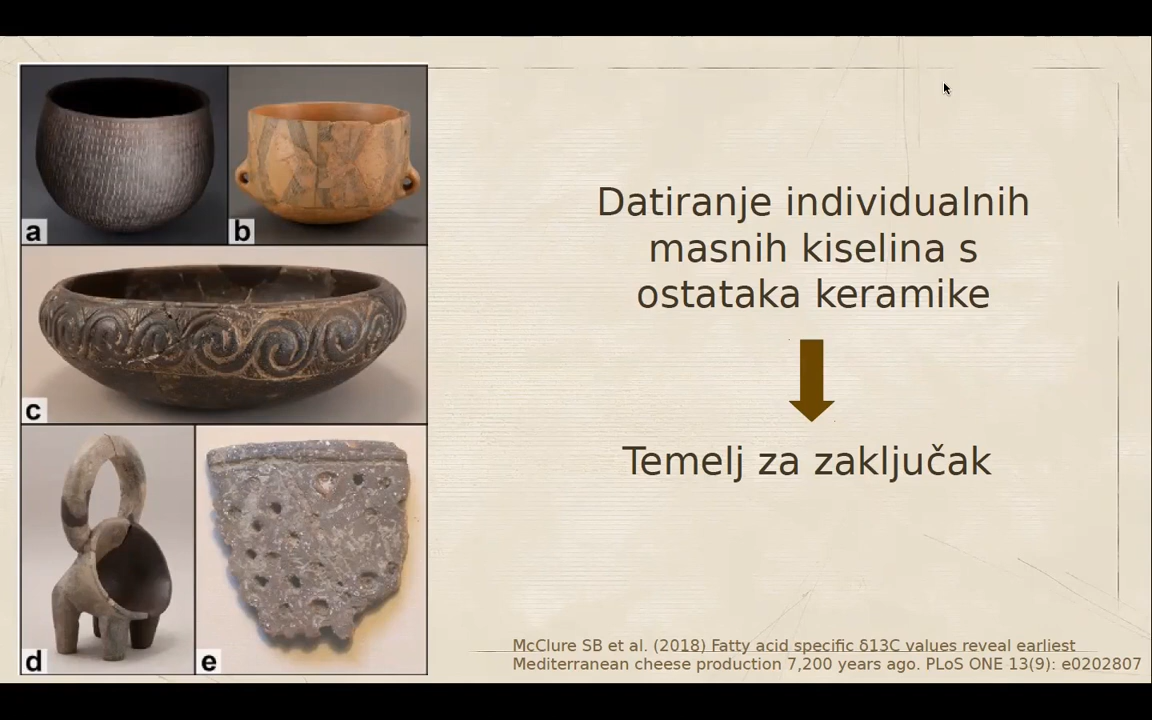 a
b
c
d
e
Datiranje individualnih
masnih kiselina s
ostataka keramike
Temelj za zaključak
McClure SB et al. (2018) Fatty acid specific δ13C values reveal earliest
Mediterranean cheese production 7,200 years ago. PLoS ONE 13(9): e0202807